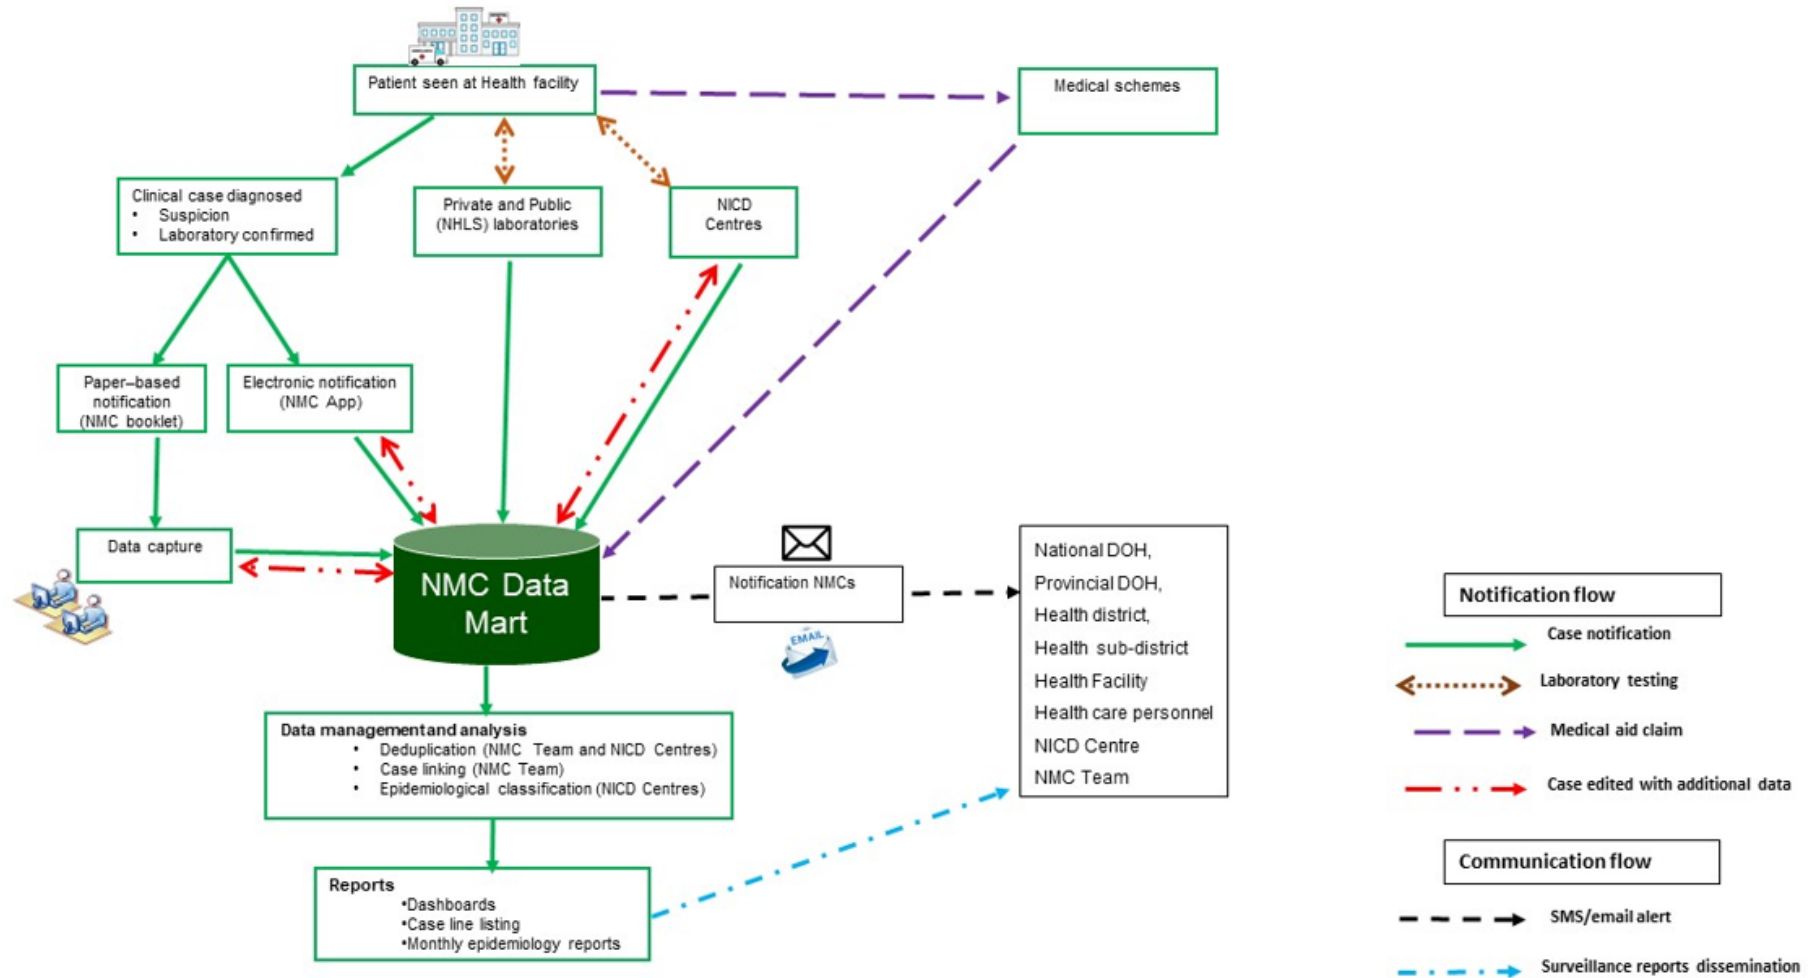 Patient seen at Health facility
Medical schemes
Clinical case diagnosed
• Suspicion
• Laboratory confirmed
Private and Public
(NHLS) laboratories
NICD
Centres
Paper–based
notification
(NMC booklet)
Electronic notification
(NMC App)
Data capture
NMC Data
Mart
Notification NMCs
EMAIL
National DOH,
Provincial DOH,
Health district,
Health sub-district
Health Facility
Health care personnel
NICD Centre
NMC Team
Data management and analysis
• Deduplication (NMC Team and NICD Centres)
• Case linking (NMC Team)
• Epidemiological classification (NICD Centres)
Reports
•Dashboards
•Case line listing
•Monthly epidemiology reports
Notification flow
Case notification
Laboratory testing
Medical aid claim
Case edited with additional data
Communication flow
SMS/email alert
Surveillance reports dissemination